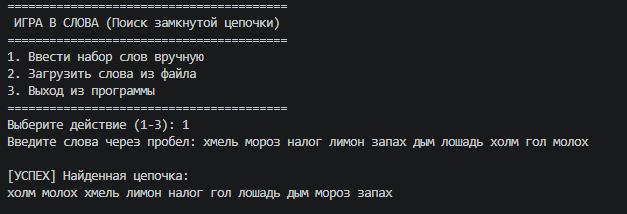 ========================================
ИГРА В СЛОВА (Поиск замкнутой цепочки)
========================================
1. Ввести набор слов вручную
2. Загрузить слова из файла
3. Выход из программы
========================================
Выберите действие (1-3): 1
Введите слова через пробел: хмель мороз налог лимон запах дым лошадь холм гол молох
[УСПЕХ] Найденная цепочка:
холм молох хмель лимон налог гол лошадь дым мороз запах